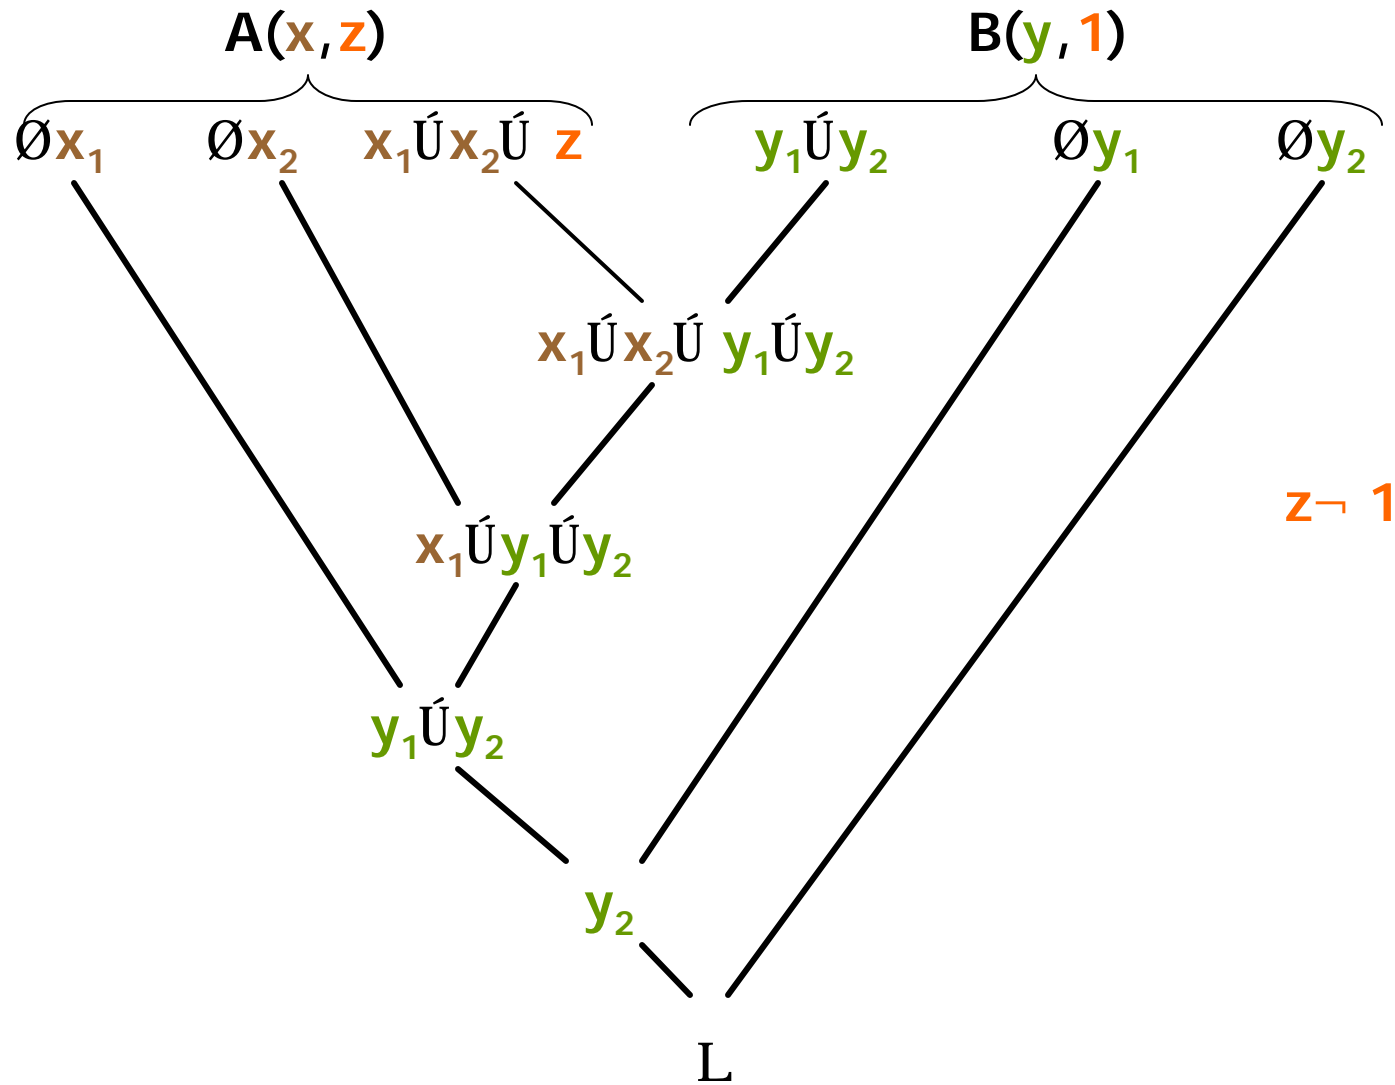 A(x,z) B(y,1)
Øx₁ Øx₂ x₁Úx₂Ú z y₁Úy₂ Øy₁ Øy₂
x₁Úx₂Ú y₁Úy₂
z¬ 1
x₁Úy₁Úy₂
y₁Úy₂
y₂
L